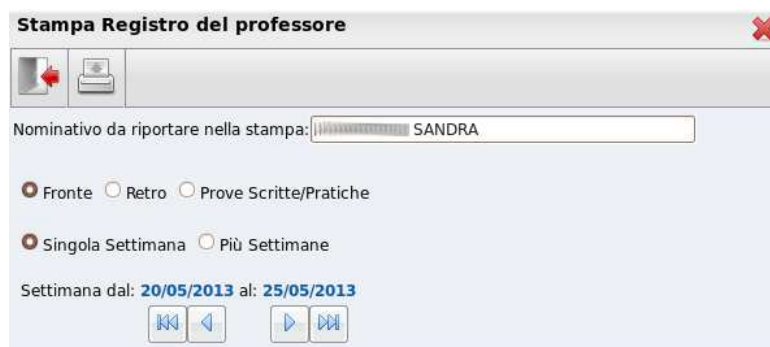 Stampa Registro del professore
Nominativo da riportare nella stampa: SANDRA
Fronte Retro Prove Scritte/Pratiche
Singola Settimana Più Settimane
Settimana dal: 20/05/2013 al: 25/05/2013